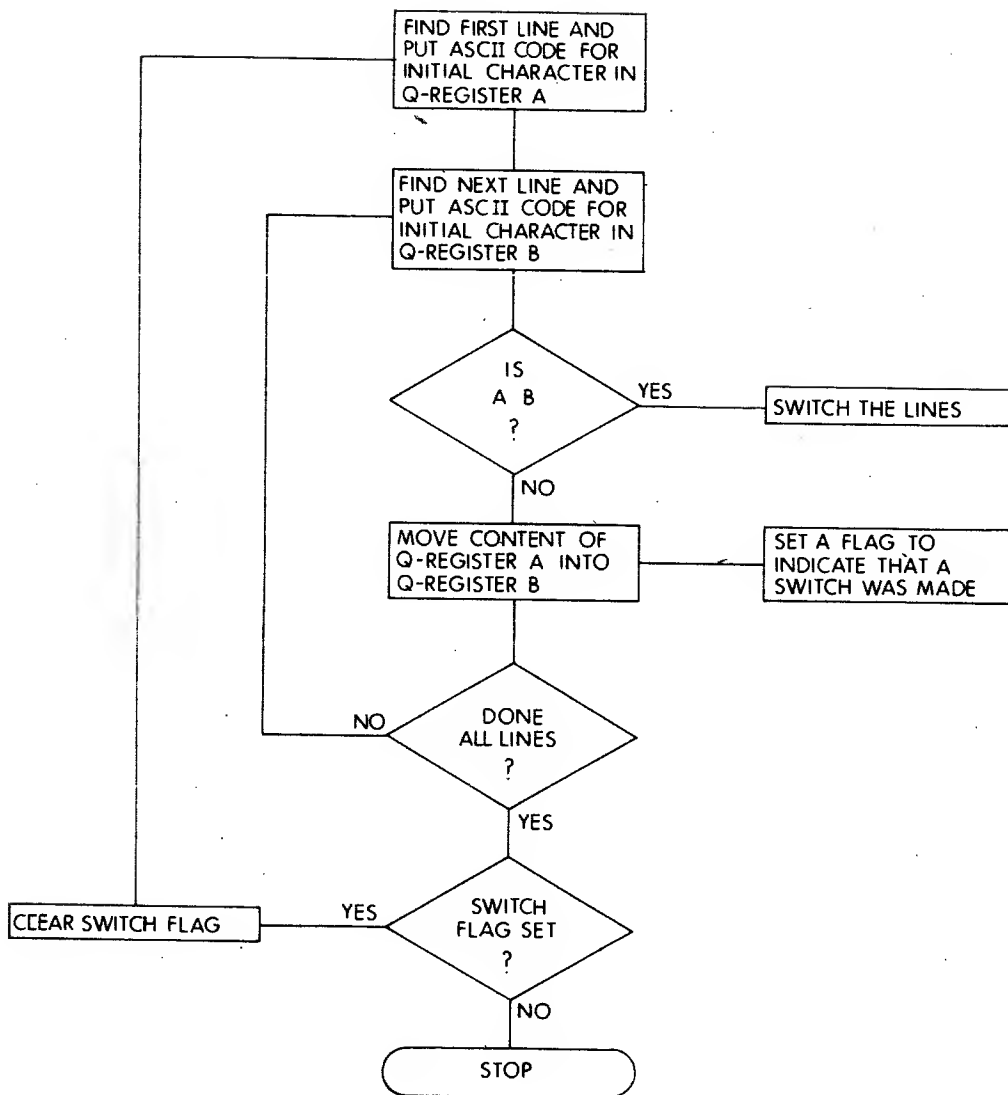 FIND FIRST LINE AND
PUT ASCII CODE FOR
INITIAL CHARACTER IN
Q-REGISTER A
FIND NEXT LINE AND
PUT ASCII CODE FOR
INITIAL CHARACTER IN
Q-REGISTER B
IS
A B
?
YES
SWITCH THE LINES
NO
MOVE CONTENT OF
Q-REGISTER A INTO
Q-REGISTER B
SET A FLAG TO
INDICATE THAT A
SWITCH WAS MADE
NO
DONE
ALL LINES
?
YES
CLEAR SWITCH FLAG
YES
SWITCH
FLAG SET
?
NO
STOP